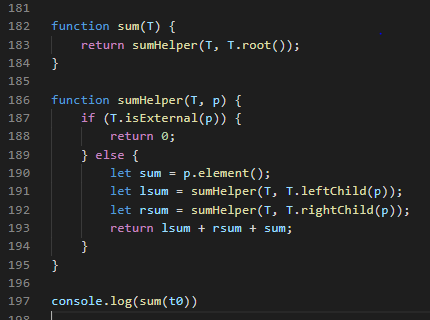 181
182 function sum(T) {
183     return sumHelper(T, T.root());
184 }
185
186 function sumHelper(T, p) {
187     if (T.isExternal(p)) {
188         return 0;
189     } else {
190         let sum = p.element();
191         let lsum = sumHelper(T, T.leftChild(p));
192         let rsum = sumHelper(T, T.rightChild(p));
193         return lsum + rsum + sum;
194     }
195 }
196
197 console.log(sum(t0))
198